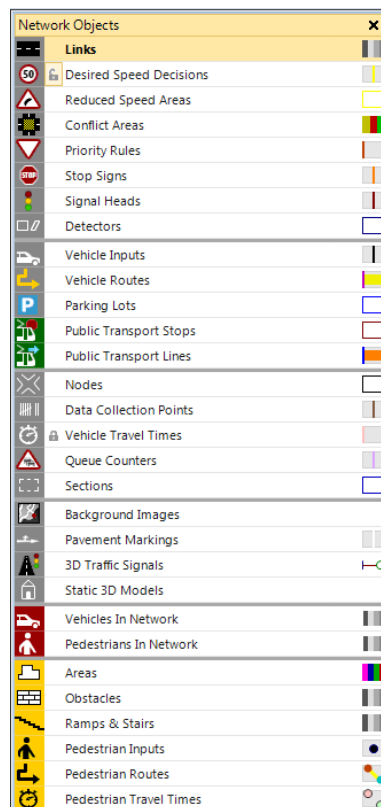 Network Objects
Links
50 Desired Speed Decisions
Reduced Speed Areas
Conflict Areas
Priority Rules
STOP Stop Signs
Signal Heads
Detectors
Vehicle Inputs
Vehicle Routes
P Parking Lots
Public Transport Stops
Public Transport Lines
Nodes
Data Collection Points
Vehicle Travel Times
Queue Counters
Sections
Background Images
Pavement Markings
3D Traffic Signals
Static 3D Models
Vehicles In Network
Pedestrians In Network
Areas
Obstacles
Ramps & Stairs
Pedestrian Inputs
Pedestrian Routes
Pedestrian Travel Times